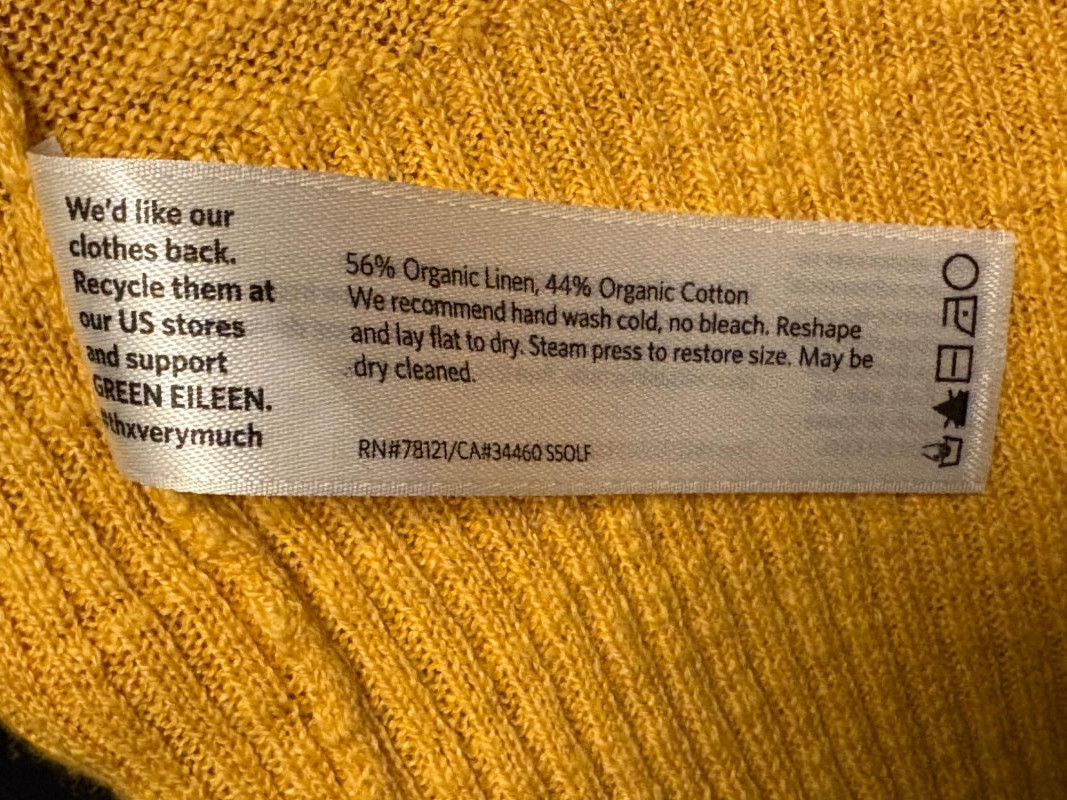 We'd like our
clothes back.
Recycle them at
our US stores
and support
GREEN EILEEN.
#thxverymuch
56% Organic Linen, 44% Organic Cotton
We recommend hand wash cold, no bleach. Reshape
and lay flat to dry. Steam press to restore size. May be
dry cleaned.
RN#78121/CA#34460 SSOLF